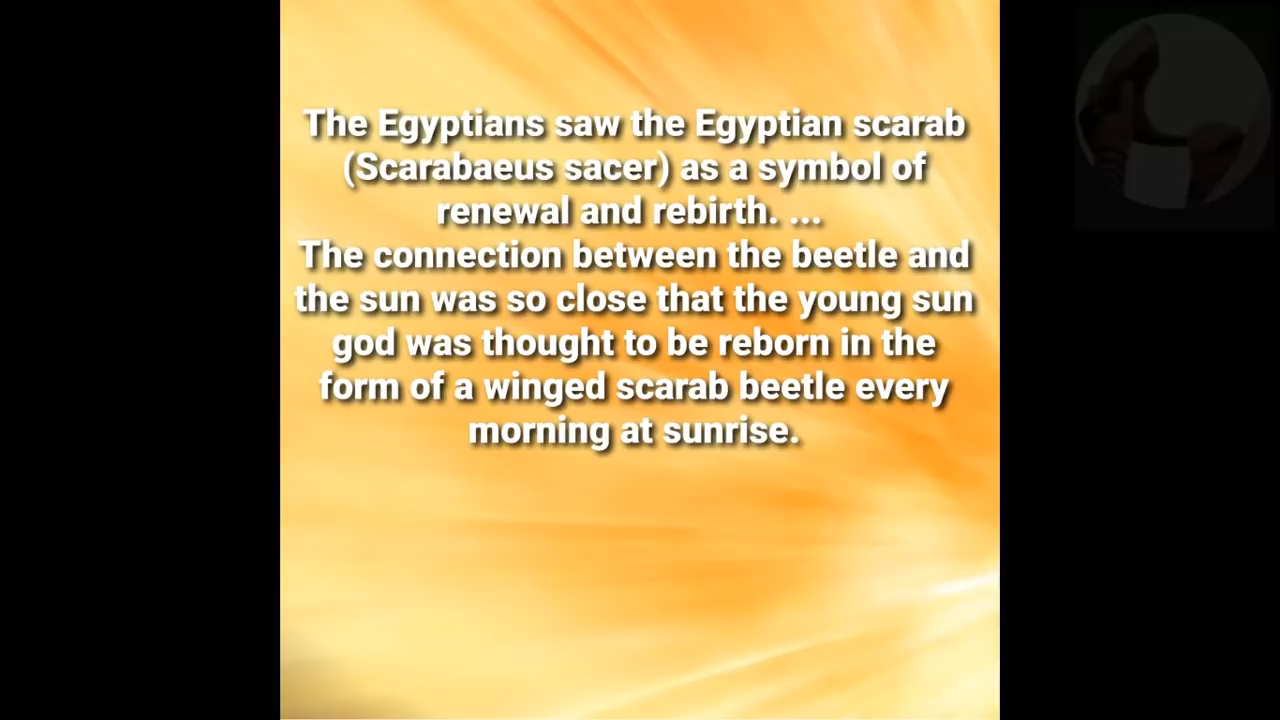 The Egyptians saw the Egyptian scarab
(Scarabaeus sacer) as a symbol of
renewal and rebirth. ...
The connection between the beetle and
the sun was so close that the young sun
god was thought to be reborn in the
form of a winged scarab beetle every
morning at sunrise.